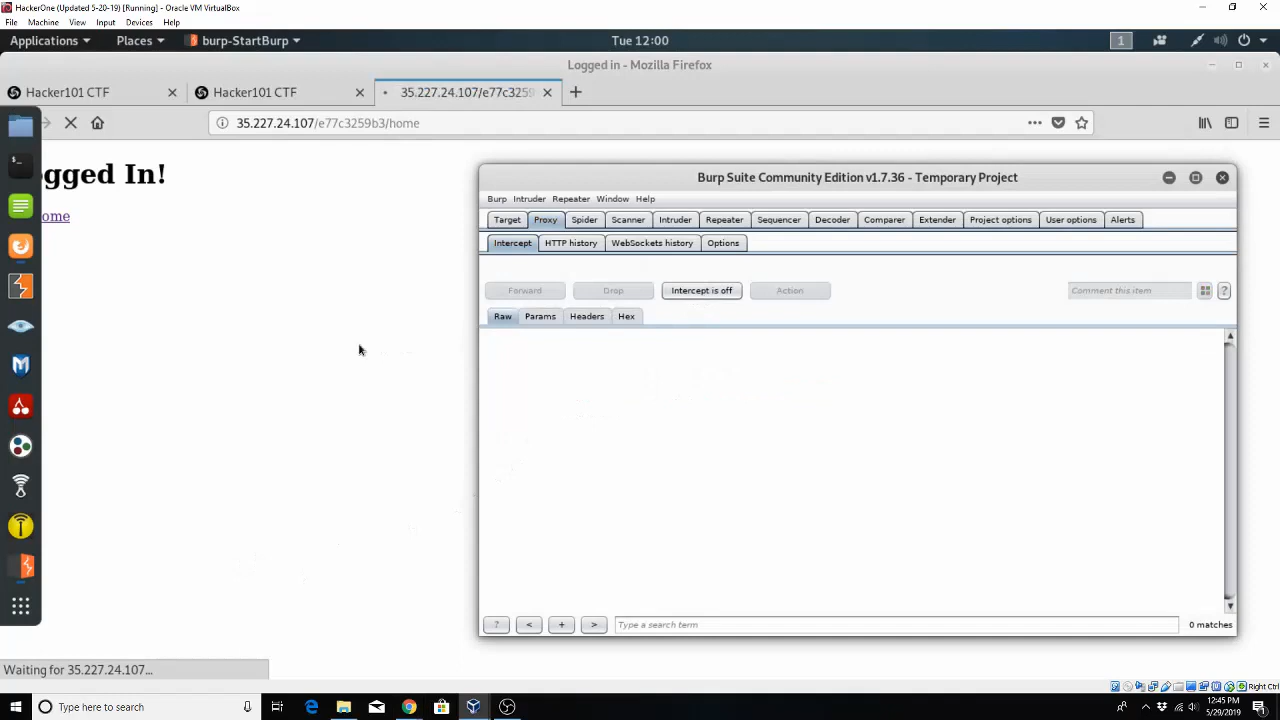 HackerOne (Updated 5-20-19) [Running] - Oracle VM VirtualBox
File Machine View Input Devices Help
Applications Places burp-StartBurp Tue 12:00 1
Logged in - Mozilla Firefox
Hacker101 CTF Hacker101 CTF 35.227.24.107/e77c3259
35.227.24.107/e77c3259b3/home
ogged In!
ome
Burp Suite Community Edition v1.7.36 - Temporary Project
Burp Intruder Repeater Window Help
Target Proxy Spider Scanner Intruder Repeater Sequencer Decoder Comparer Extender Project options User options Alerts
Intercept HTTP history WebSockets history Options
Forward Drop Intercept is off Action Comment this item ?
Raw Params Headers Hex
? < + > Type a search term 0 matches
Waiting for 35.227.24.107...
Right Ctrl
Type here to search
12:45 PM
5/29/2019